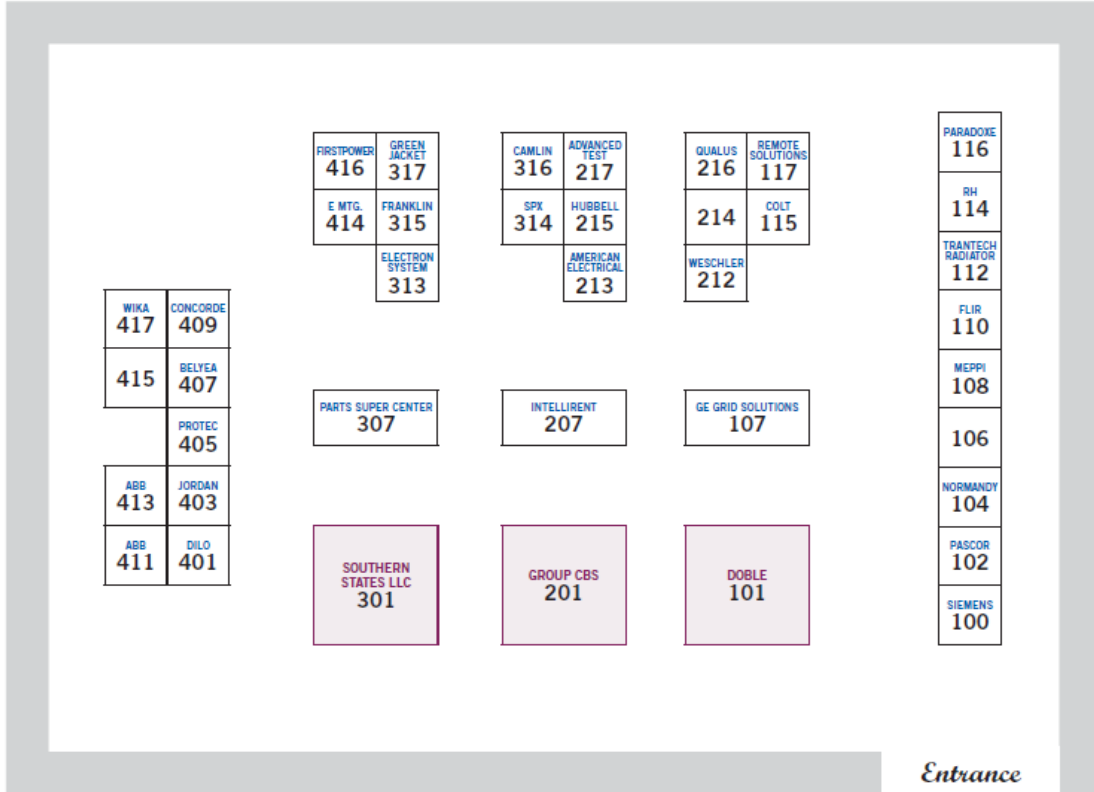 FIRSTPOWER
416
GREEN
JACKET
317
E MTG.
414
FRANKLIN
315
ELECTRON
SYSTEM
313
CAMLIN
316
ADVANCED
TEST
217
SPX
314
HUBBELL
215
AMERICAN
ELECTRICAL
213
QUALUS
216
REMOTE
SOLUTIONS
117
214
COLT
115
WESCHLER
212
PARADOXE
116
RH
114
TRANTECH
RADIATOR
112
FLIR
110
MEPPI
108
106
NORMANDY
104
PASCOR
102
SIEMENS
100
WIKA
417
CONCORDE
409
415
BELYEA
407
PROTEC
405
ABB
413
JORDAN
403
ABB
411
DILO
401
PARTS SUPER CENTER
307
INTELLIRENT
207
GE GRID SOLUTIONS
107
SOUTHERN
STATES LLC
301
GROUP CBS
201
DOBLE
101
Entrance